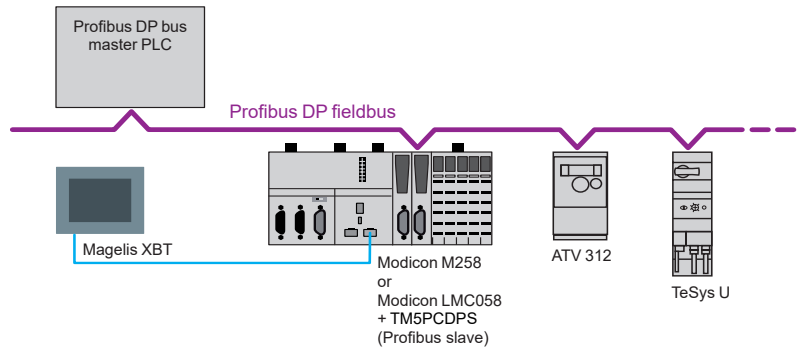 Profibus DP bus
master PLC
Profibus DP fieldbus
Magelis XBT
Modicon M258
or
Modicon LMC058
+ TM5PCDPS
(Profibus slave)
ATV 312
TeSys U